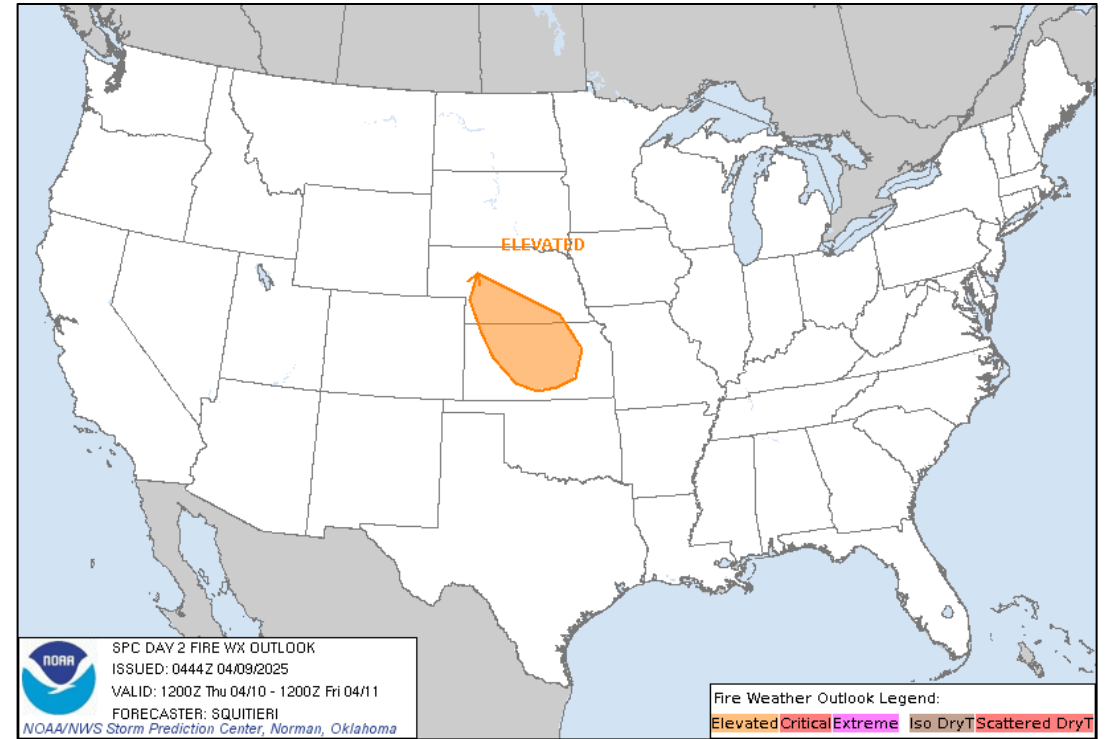 ELEVATED
NOAA
SPC DAY 2 FIRE WX OUTLOOK
ISSUED: 0444Z 04/09/2025
VALID: 1200Z Thu 04/10 - 1200Z Fri 04/11
FORECASTER: SQUITIERI
NOAA/NWS Storm Prediction Center, Norman, Oklahoma
Fire Weather Outlook Legend:
Elevated Critical Extreme Iso DryT Scattered DryT